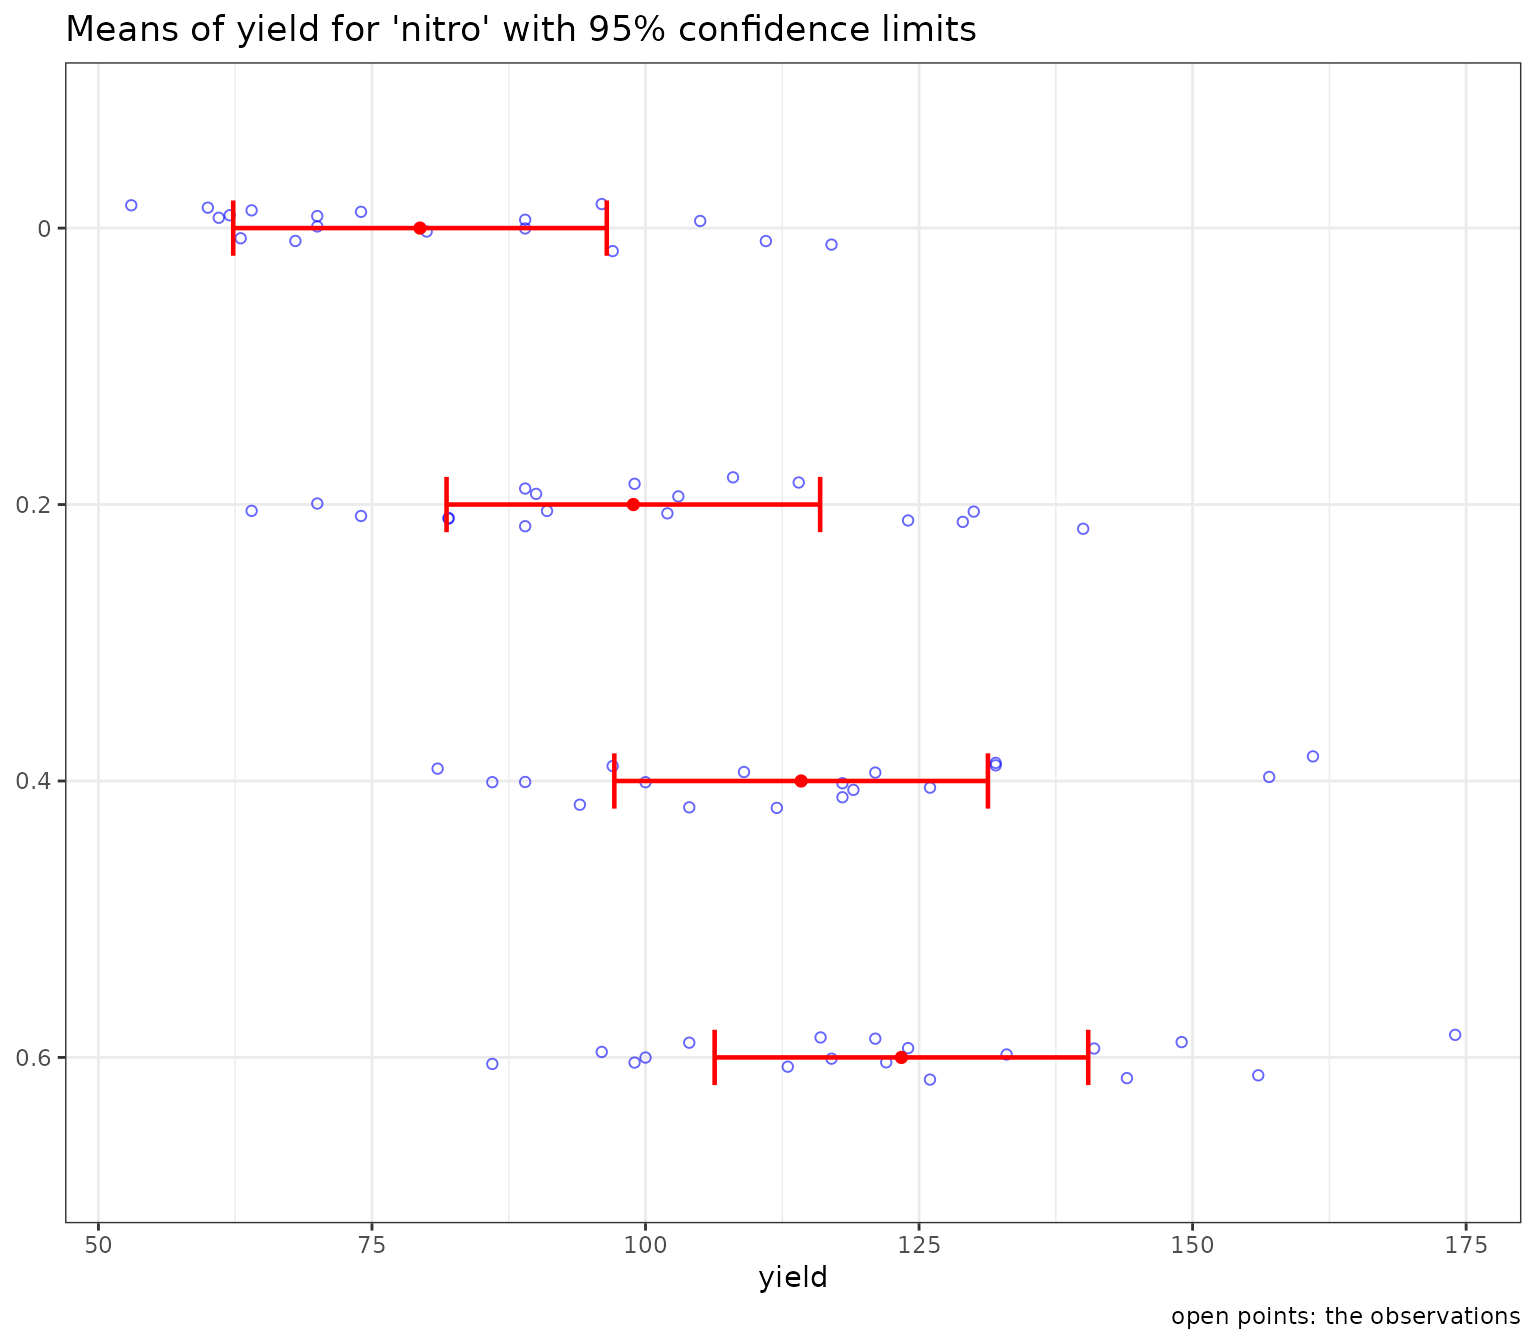 Means of yield for 'nitro' with 95% confidence limits
0
0.2
0.4
0.6
50 75 100 125 150 175
yield
open points: the observations